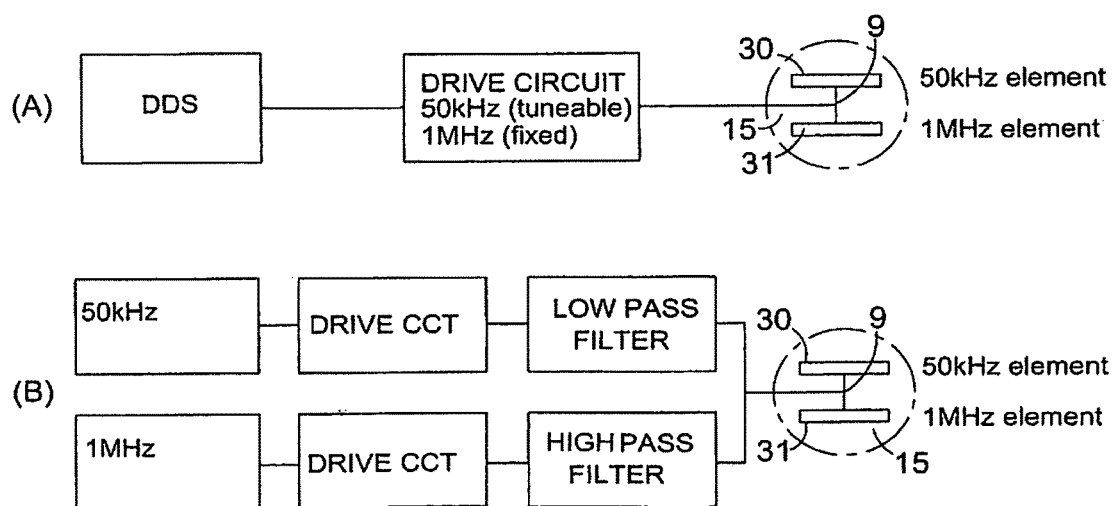 (A)
DDS
DRIVE CIRCUIT
50kHz (tuneable)
1MHz (fixed)
9
30
50kHz element
15
1MHz element
31
(B)
50kHz
DRIVE CCT
LOW PASS
FILTER
1MHz
DRIVE CCT
HIGH PASS
FILTER
9
30
50kHz element
1MHz element
31
15